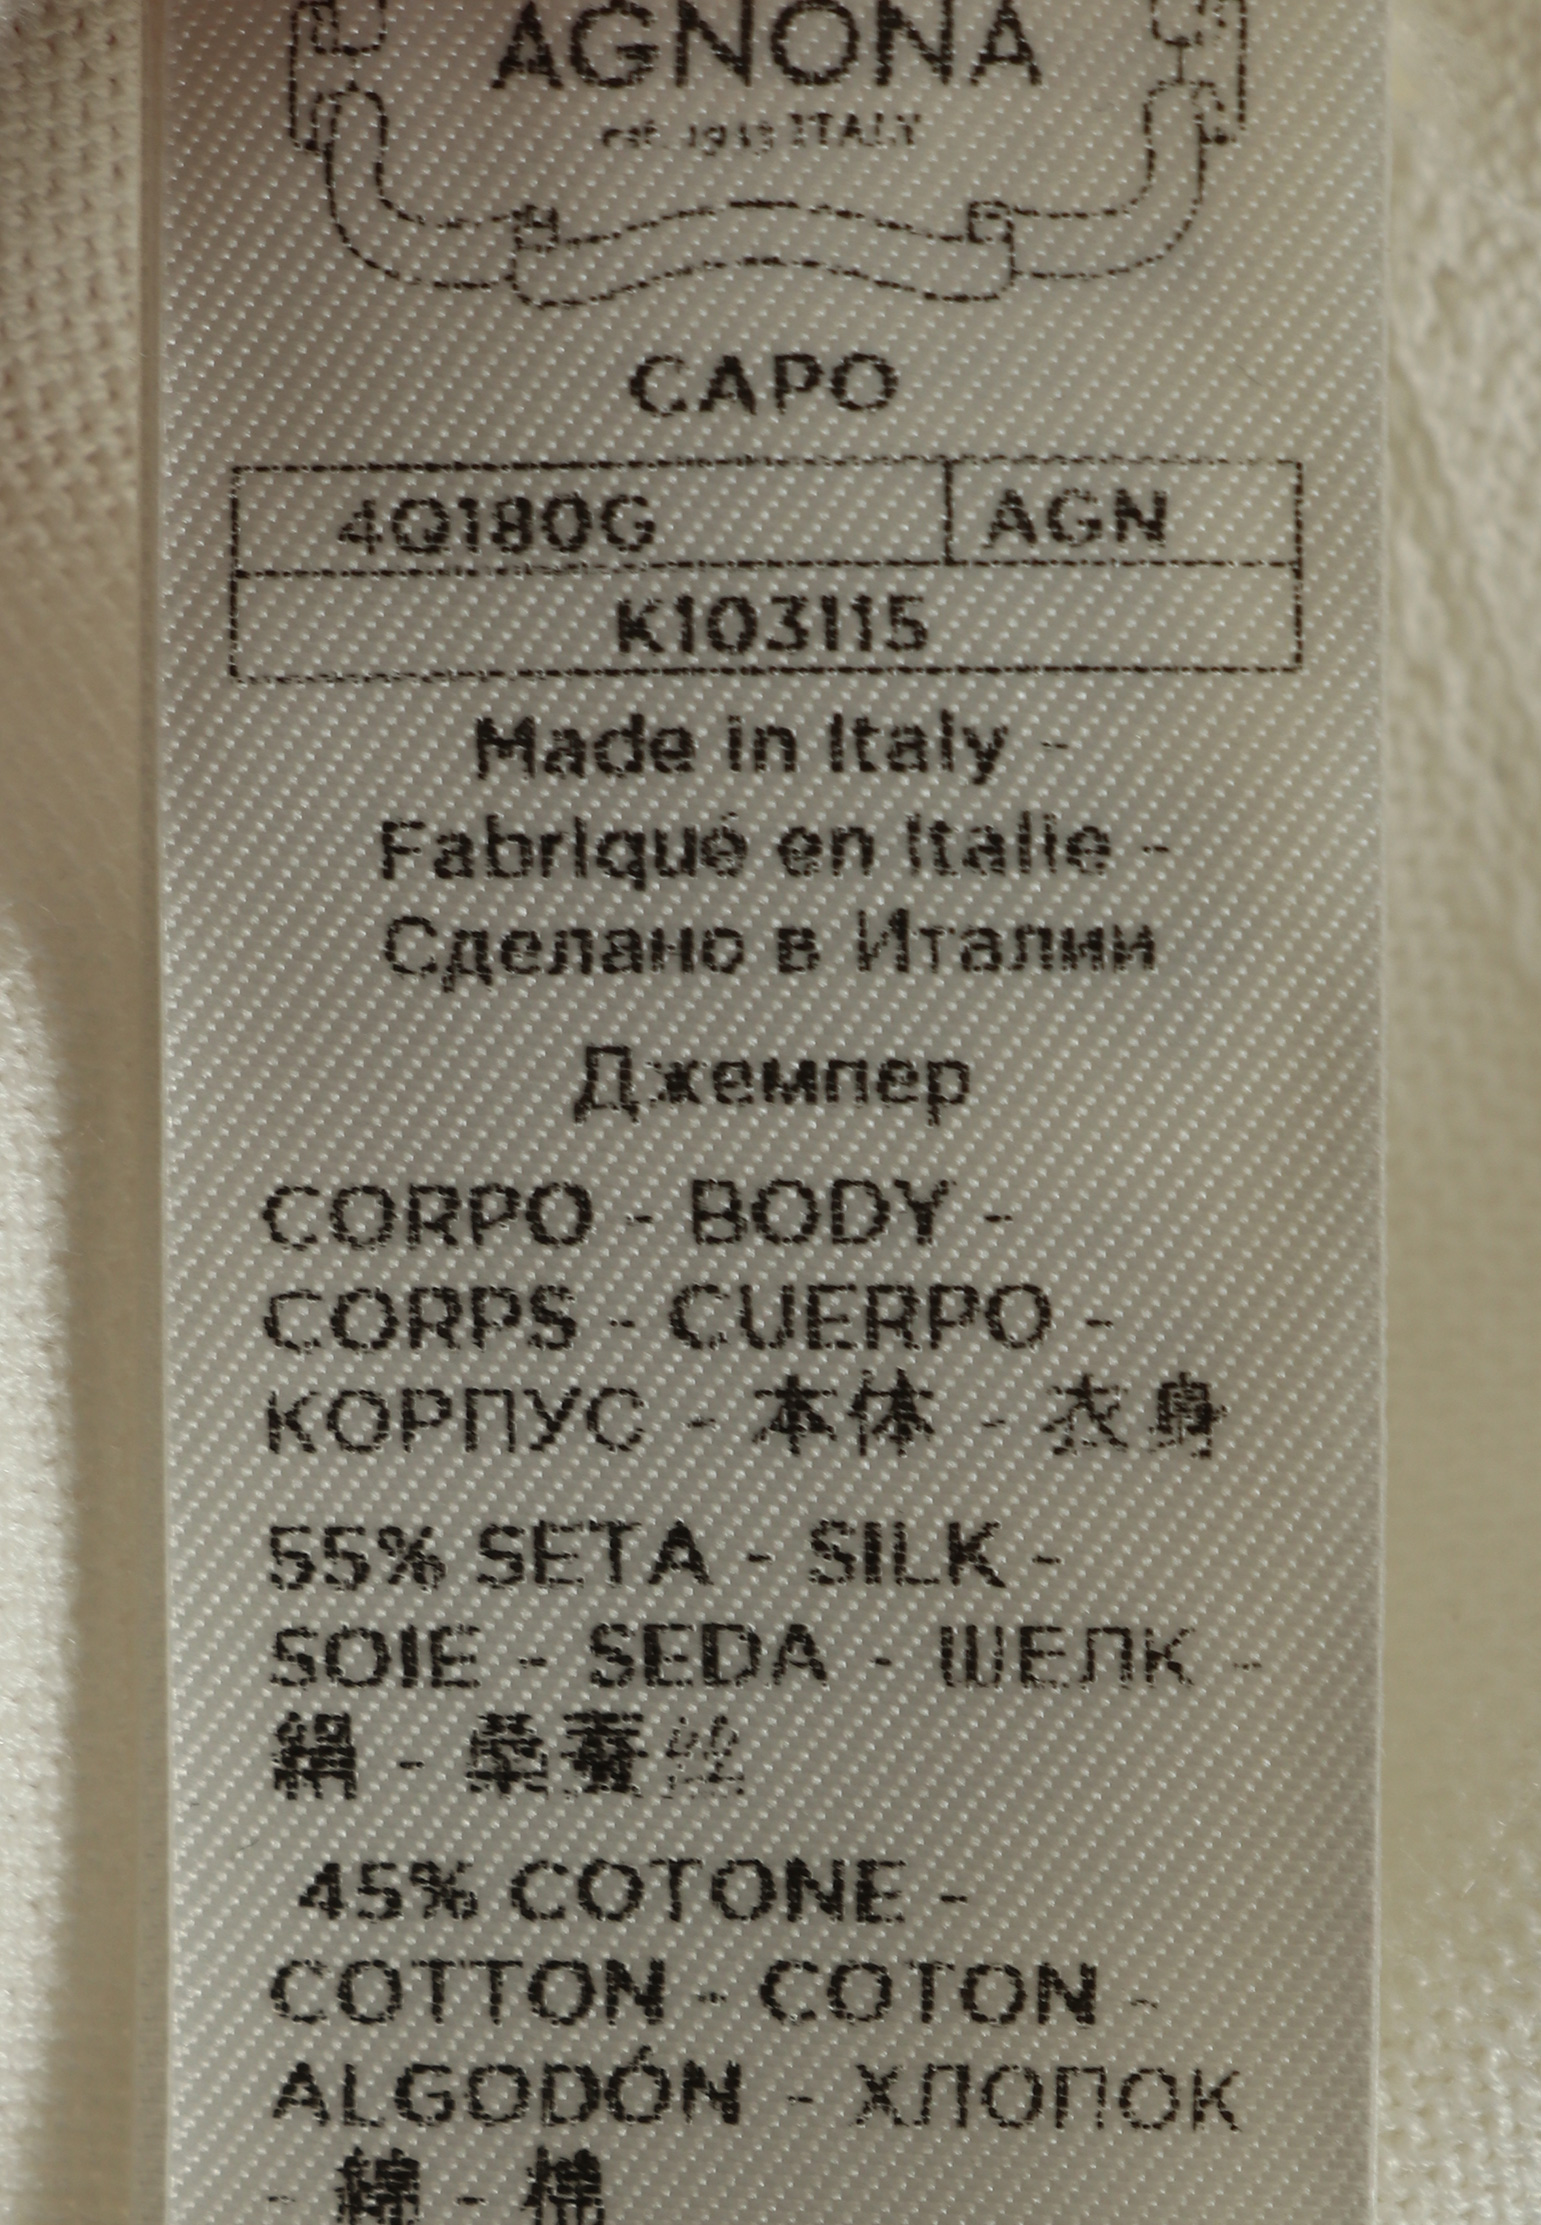 AGNONA
est. 1953 ITALY
CAPO
4Q180G AGN
K103115
Made in Italy -
Fabriqué en Italie -
Сделано в Италии
Джемпер
CORPO - BODY -
CORPS - CUERPO -
КОРПУС - 本体 - 衣身
55% SETA - SILK -
SOIE - SEDA - ШЕЛК -
絹 - 桑蚕丝
45% COTONE -
COTTON - COTON -
ALGODÓN - ХЛОПОК
- 綿 - 棉